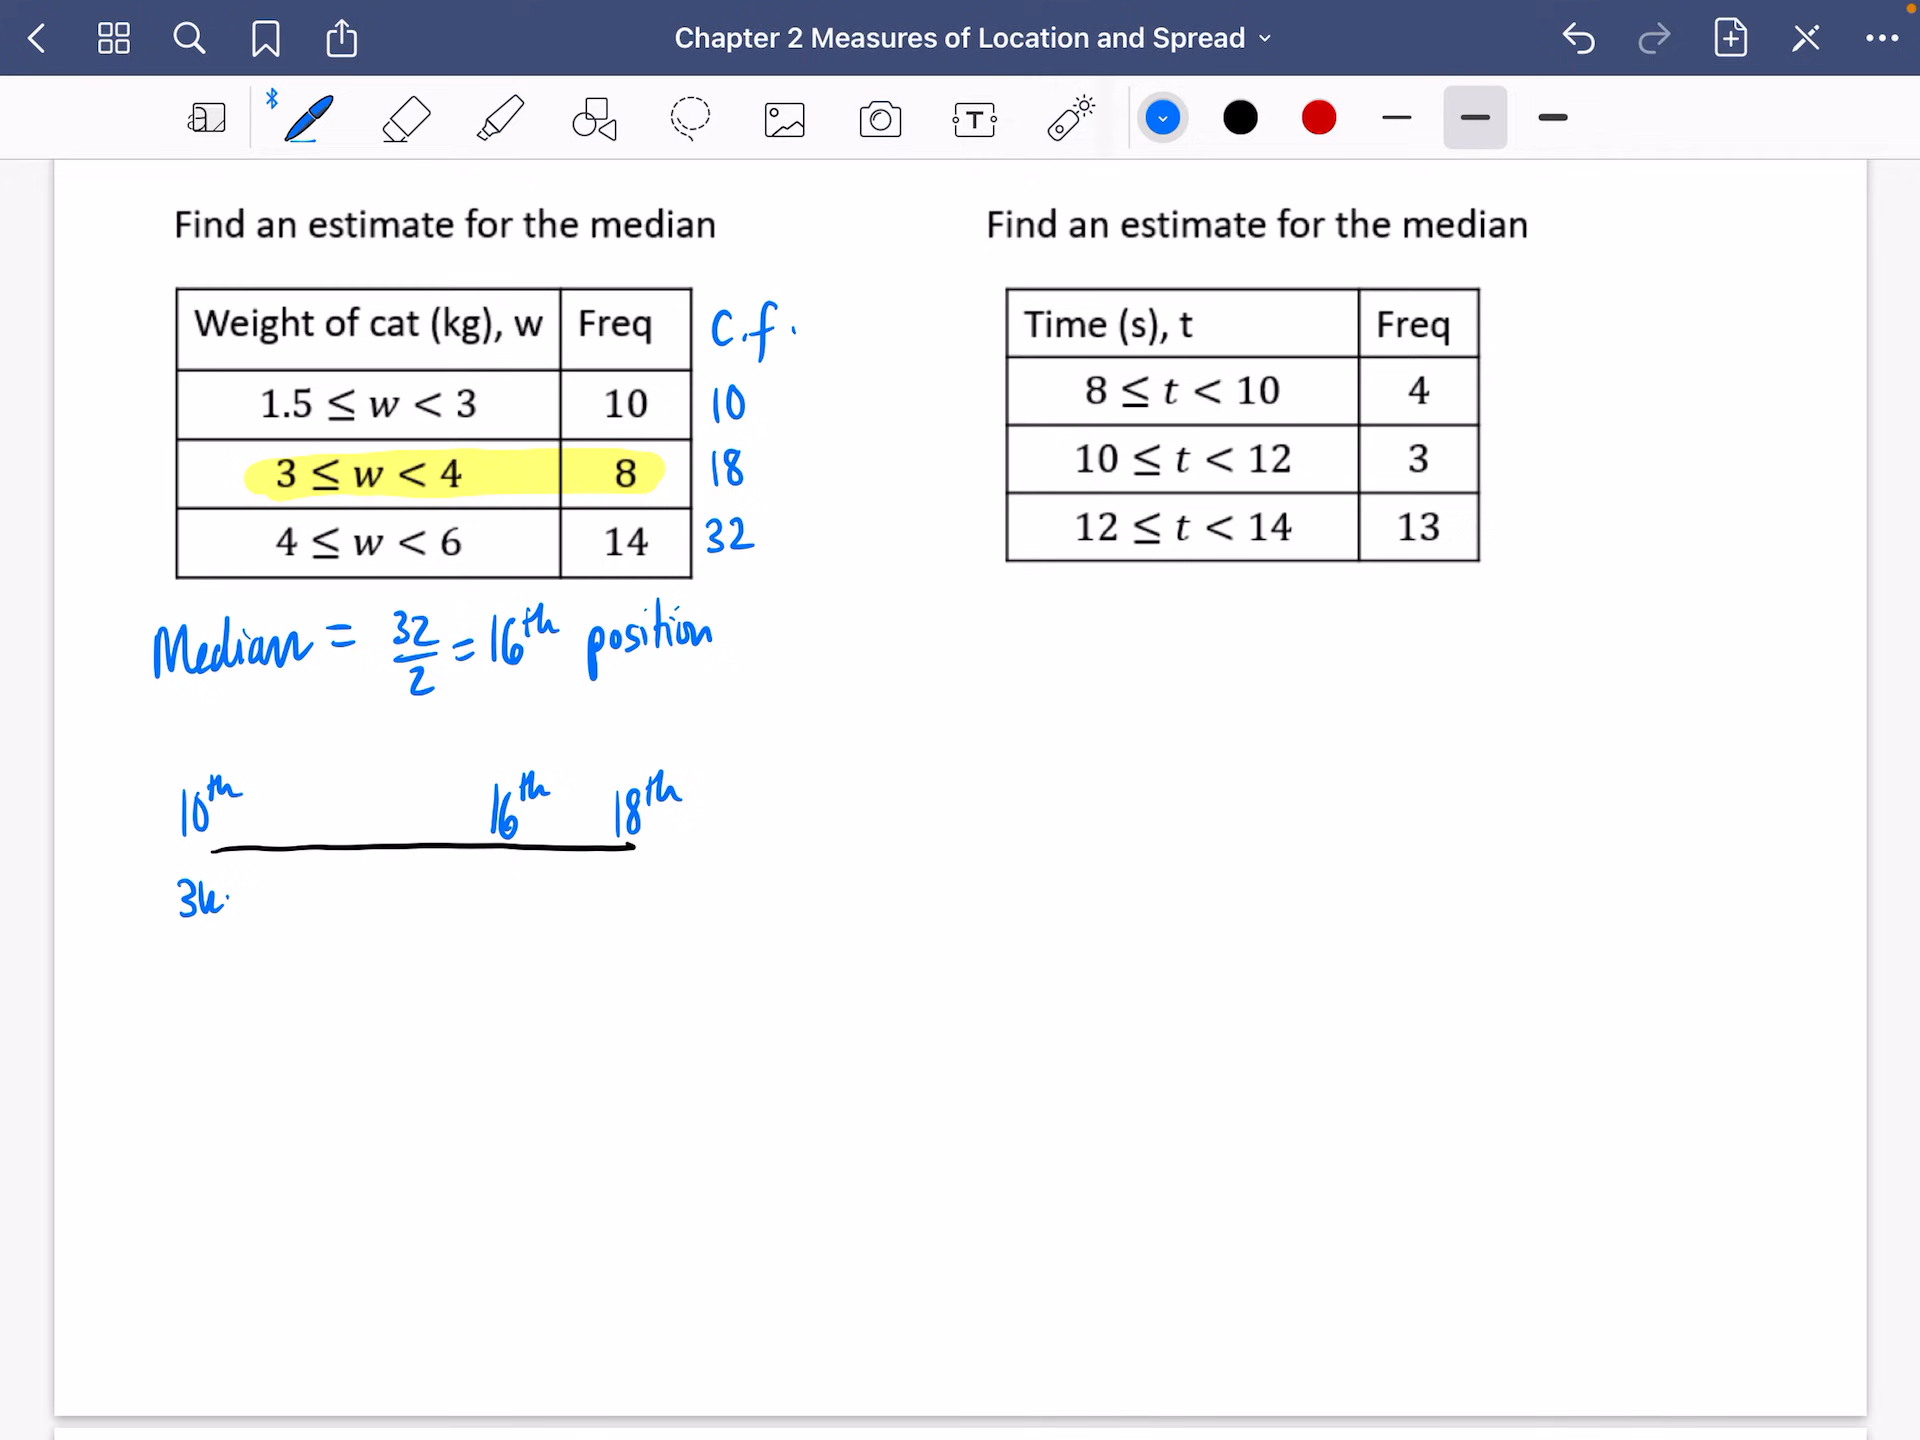 Chapter 2 Measures of Location and Spread
a
T
Find an estimate for the median
Weight of cat (kg), w Freq c.f.
1.5 ≤ w < 3 10 10
3 ≤ w < 4 8 18
4 ≤ w < 6 14 32
Median = 32/2 = 16th position
10th 16th 18th
3k
Find an estimate for the median
Time (s), t Freq
8 ≤ t < 10 4
10 ≤ t < 12 3
12 ≤ t < 14 13